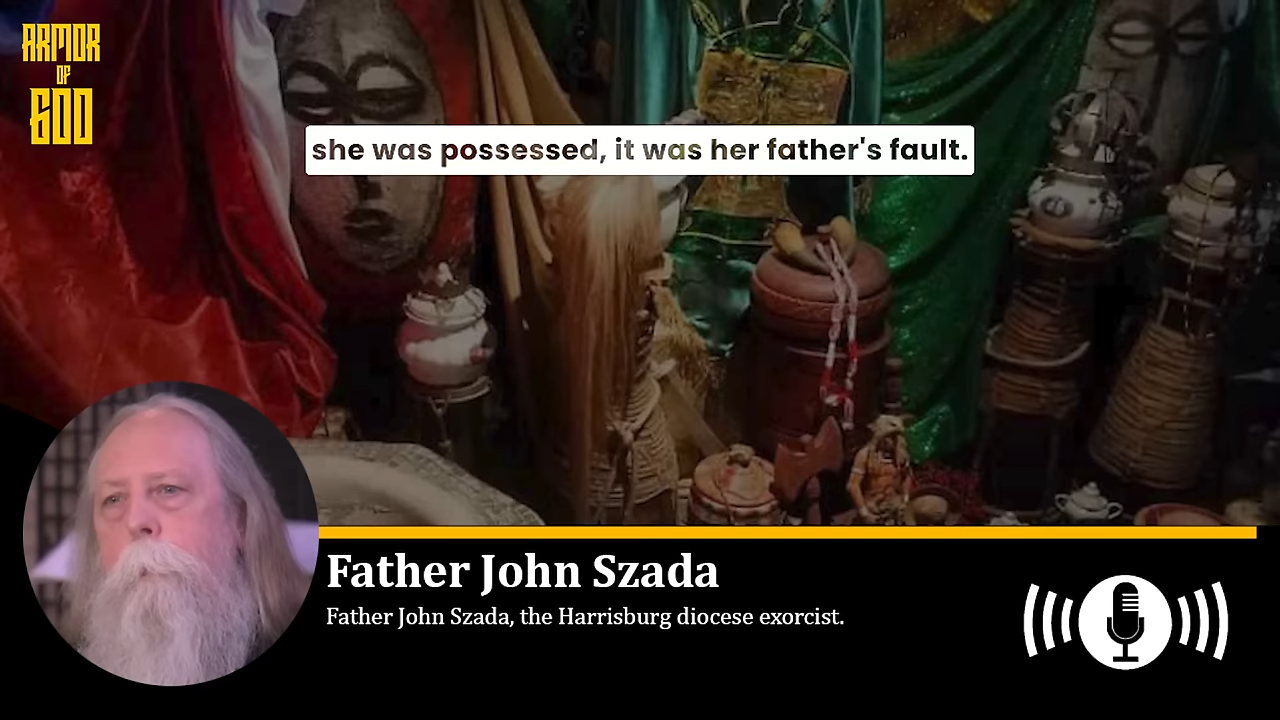 ARMOR
OF
GOD
she was possessed, it was her father's fault.
Father John Szada
Father John Szada, the Harrisburg diocese exorcist.